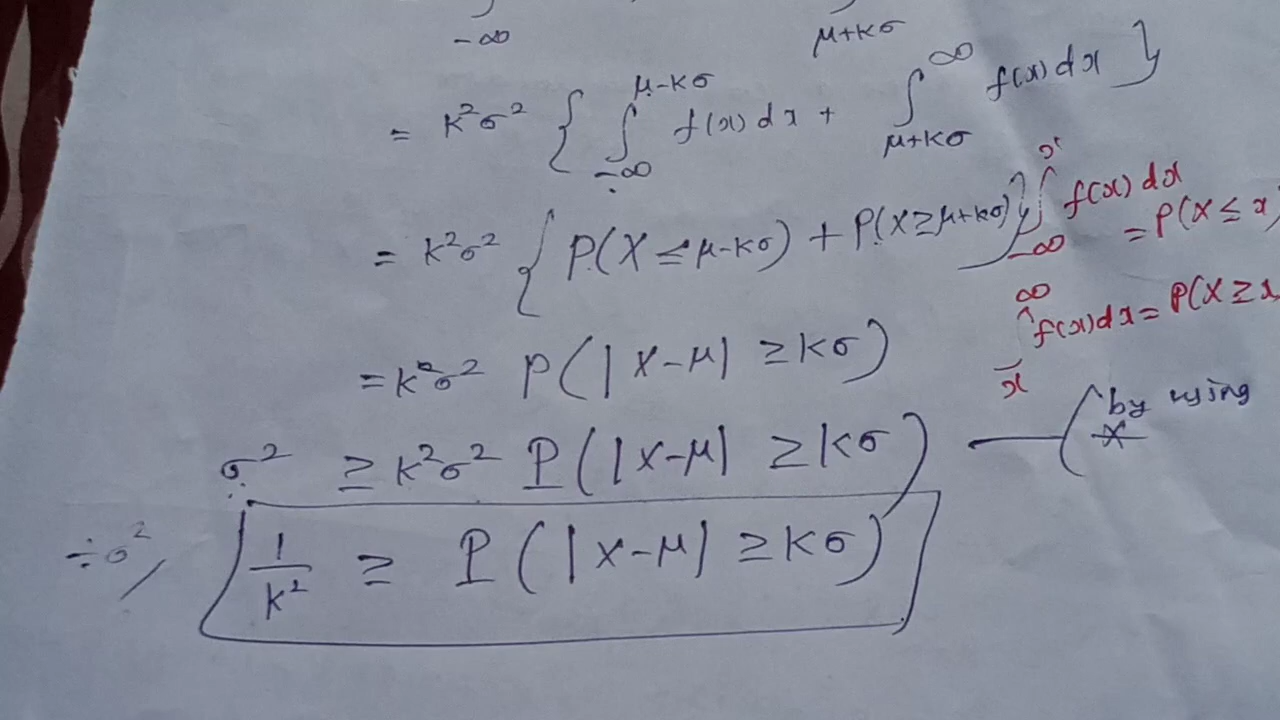 -∞ μ+kσ
= k²σ² { ∫_{-∞}^{μ-kσ} f(x) dx + ∫_{μ+kσ}^{∞} f(x) dx }
= k²σ² { P(X ≤ μ-kσ) + P(X ≥ μ+kσ) }
∫_{-∞}^{x} f(x) dx
= P(X ≤ x
∫_{x}^{∞} f(x) dx = P(X ≥ x
= k²σ² P(|X-μ| ≥ kσ)
σ² ≥ k²σ² P(|X-μ| ≥ kσ) — (by using
*
÷σ², 1/k² ≥ P(|X-μ| ≥ kσ)